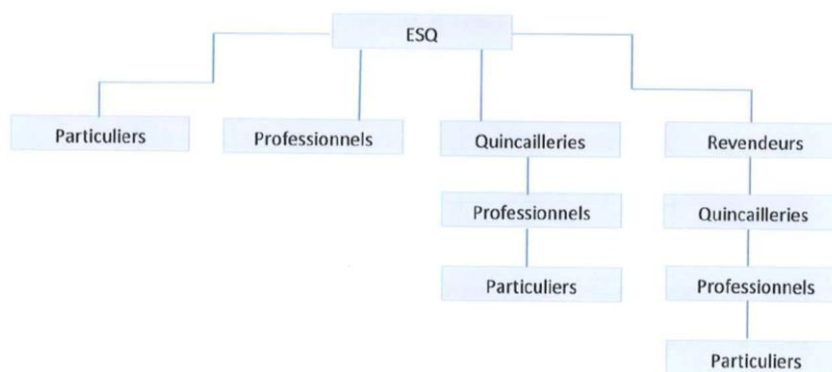 ESQ
Particuliers
Professionnels
Quincailleries
Revendeurs
Professionnels
Quincailleries
Particuliers
Professionnels
Particuliers